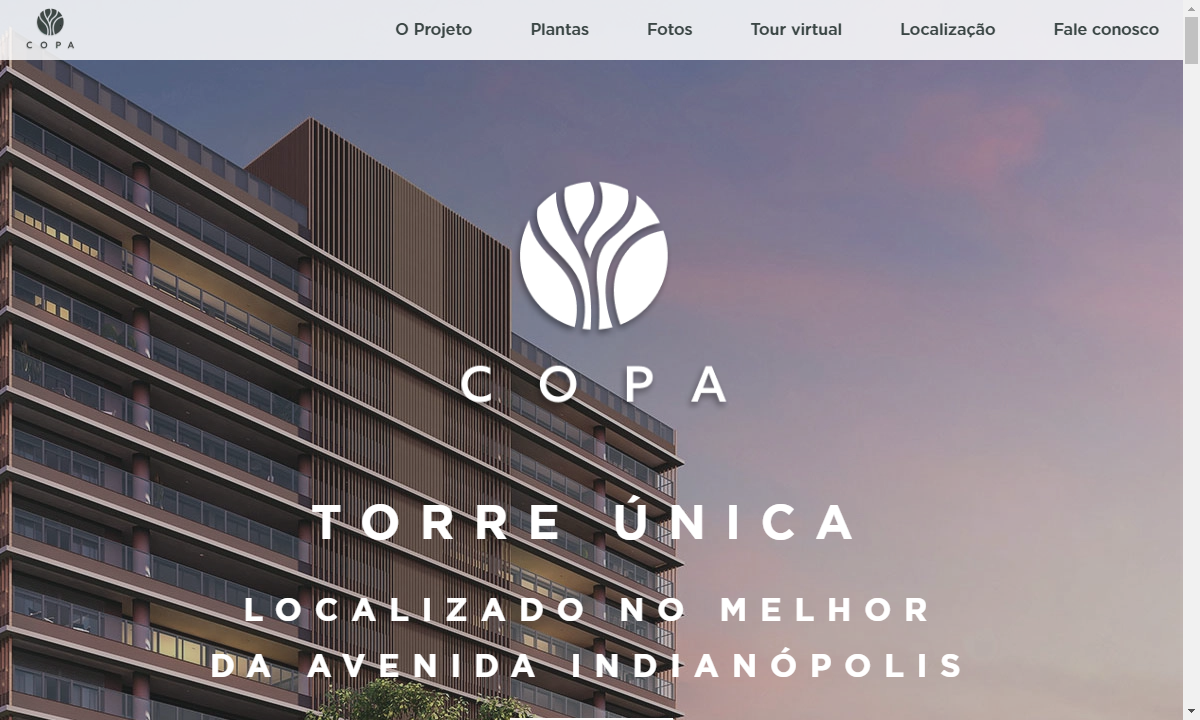 COPA
O Projeto
Plantas
Fotos
Tour virtual
Localização
Fale conosco
COPA
TORRE ÚNICA
LOCALIZADO NO MELHOR
DA AVENIDA INDIANÓPOLIS